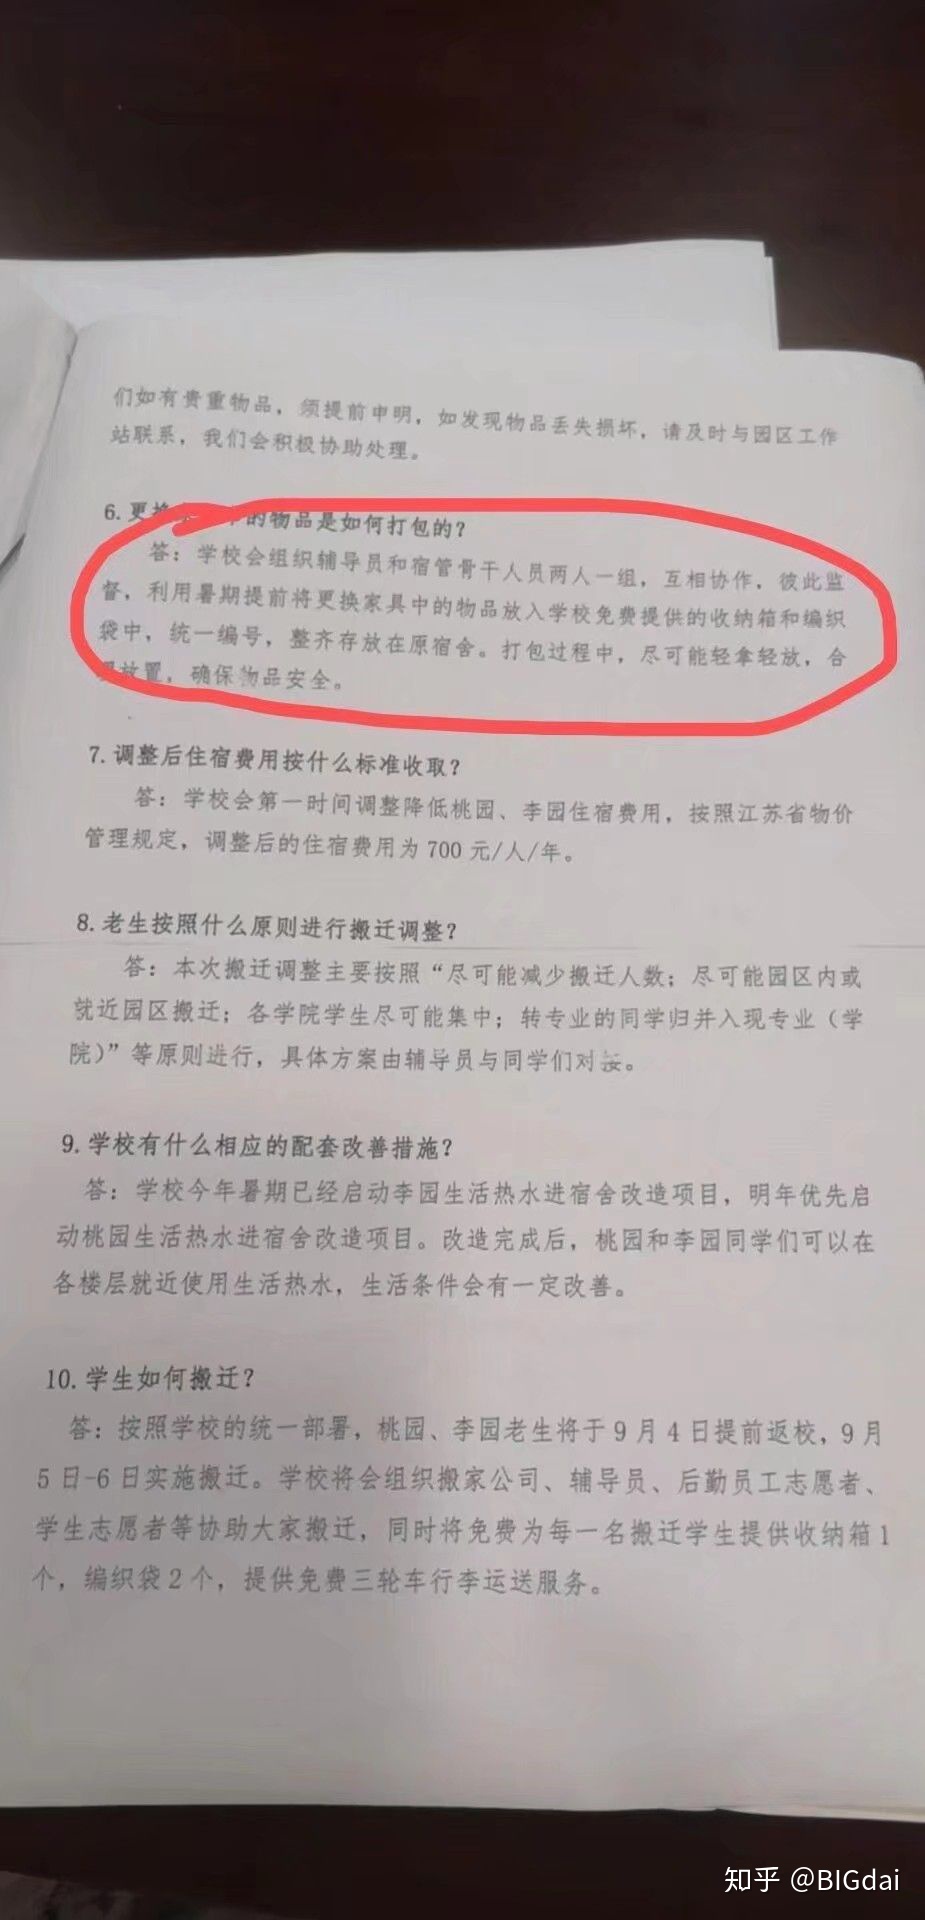 们如有贵重物品，须提前申明，如发现物品丢失损坏，请及时与园区工作
站联系，我们会积极协助处理。
6.更换 的物品是如何打包的？
答：学校会组织辅导员和宿管骨干人员两人一组，互相协作，彼此监
督，利用暑期提前将更换家具中的物品放入学校免费提供的收纳箱和编织
袋中，统一编号，整齐存放在原宿舍。打包过程中，尽可能轻拿轻放，合
放置，确保物品安全。
7.调整后住宿费用按什么标准收取？
答：学校会第一时间调整降低桃园、李园住宿费用，按照江苏省物价
管理规定，调整后的住宿费用为 700 元/人/年。
8.老生按照什么原则进行搬迁调整？
答：本次搬迁调整主要按照“尽可能减少搬迁人数；尽可能园区内或
就近园区搬迁；各学院学生尽可能集中；转专业的同学归并入现专业（学
院）”等原则进行，具体方案由辅导员与同学们对接。
9.学校有什么相应的配套改善措施？
答：学校今年暑期已经启动李园生活热水进宿舍改造项目，明年优先启
动桃园生活热水进宿舍改造项目。改造完成后，桃园和李园同学们可以在
各楼层就近使用生活热水，生活条件会有一定改善。
10.学生如何搬迁？
答：按照学校的统一部署，桃园、李园老生将于 9 月 4 日提前返校，9 月
5 日-6 日实施搬迁。学校将会组织搬家公司、辅导员、后勤员工志愿者、
学生志愿者等协助大家搬迁，同时将免费为每一名搬迁学生提供收纳箱 1
个，编织袋 2 个，提供免费三轮车行李运送服务。
知乎 @BIGdai